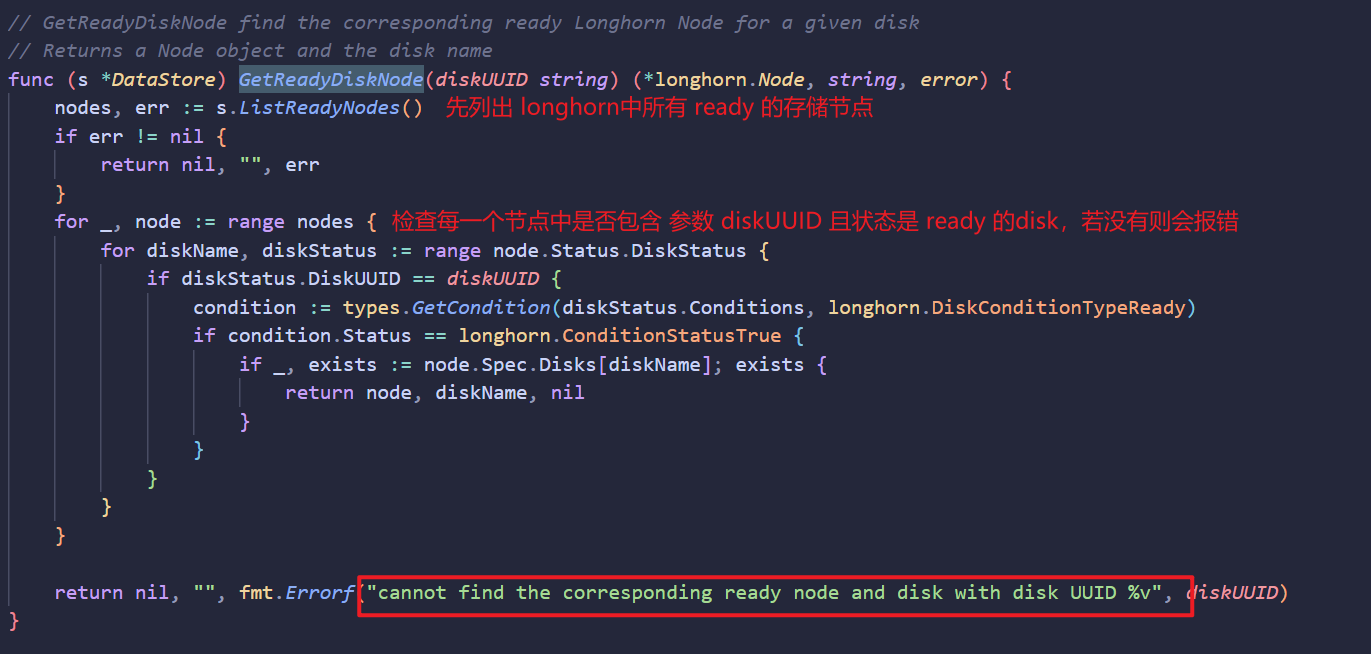 // GetReadyDiskNode find the corresponding ready Longhorn Node for a given disk
// Returns a Node object and the disk name
func (s *DataStore) GetReadyDiskNode(diskUUID string) (*longhorn.Node, string, error) {
    nodes, err := s.ListReadyNodes() 先列出 longhorn中所有 ready 的存储节点
    if err != nil {
        return nil, "", err
    }
    for _, node := range nodes { 检查每一个节点中是否包含 参数 diskUUID 且状态是 ready 的disk，若没有则会报错
        for diskName, diskStatus := range node.Status.DiskStatus {
            if diskStatus.DiskUUID == diskUUID {
                condition := types.GetCondition(diskStatus.Conditions, longhorn.DiskConditionTypeReady)
                if condition.Status == longhorn.ConditionStatusTrue {
                    if _, exists := node.Spec.Disks[diskName]; exists {
                        return node, diskName, nil
                    }
                }
            }
        }
    }
    return nil, "", fmt.Errorf("cannot find the corresponding ready node and disk with disk UUID %v", diskUUID)
}